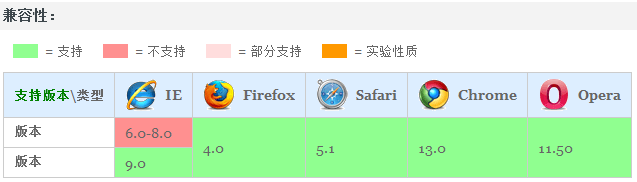 兼容性：
= 支持 = 不支持 = 部分支持 = 实验性质
支持版本\类型 IE Firefox Safari Chrome Opera
版本 6.0-8.0 4.0 5.1 13.0 11.50
版本 9.0